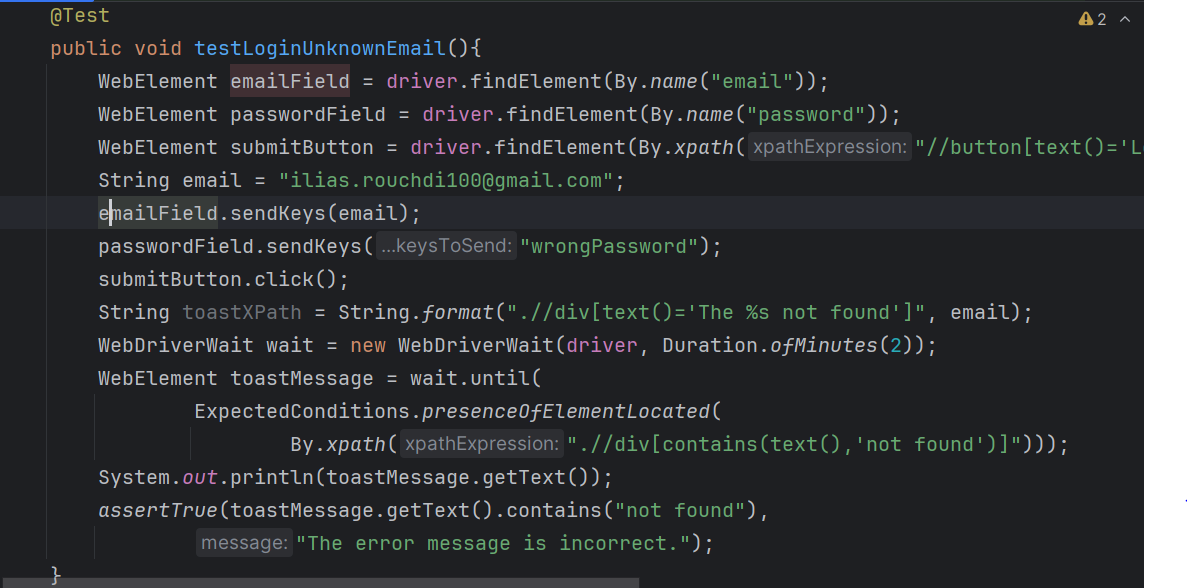 @Test
2
public void testLoginUnknownEmail(){
WebElement emailField = driver.findElement(By.name("email"));
WebElement passwordField = driver.findElement(By.name("password"));
WebElement submitButton = driver.findElement(By.xpath( xpathExpression: "//button[text()='L
String email = "ilias.rouchdi100@gmail.com";
emailField.sendKeys(email);
passwordField.sendKeys( ...keysToSend: "wrongPassword");
submitButton.click();
String toastXPath = String.format(".//div[text()='The %s not found']", email);
WebDriverWait wait = new WebDriverWait(driver, Duration.ofMinutes(2));
WebElement toastMessage = wait.until(
ExpectedConditions.presenceOfElementLocated(
By.xpath( xpathExpression: ".//div[contains(text(),'not found')]")));
System.out.println(toastMessage.getText());
assertTrue(toastMessage.getText().contains("not found"),
message: "The error message is incorrect.");
}